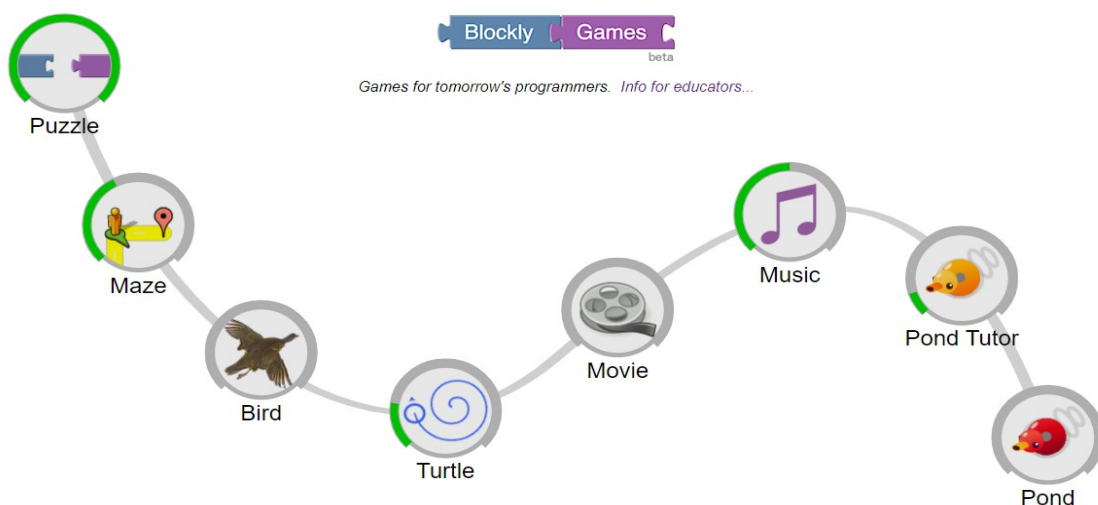 Blockly Games
beta
Games for tomorrow's programmers. Info for educators...
Puzzle
Maze
Bird
Turtle
Movie
Music
Pond Tutor
Pond